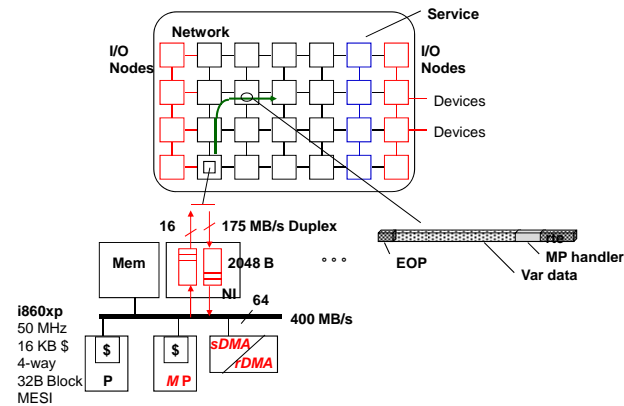 Service
Network
I/O
Nodes
I/O
Nodes
Devices
Devices
16
175 MB/s Duplex
rte
MP handler
Var data
EOP
Mem
2048 B
NI
64
400 MB/s
i860xp
50 MHz
16 KB $
4-way
32B Block
MESI
$
P
$
MP
sDMA
rDMA